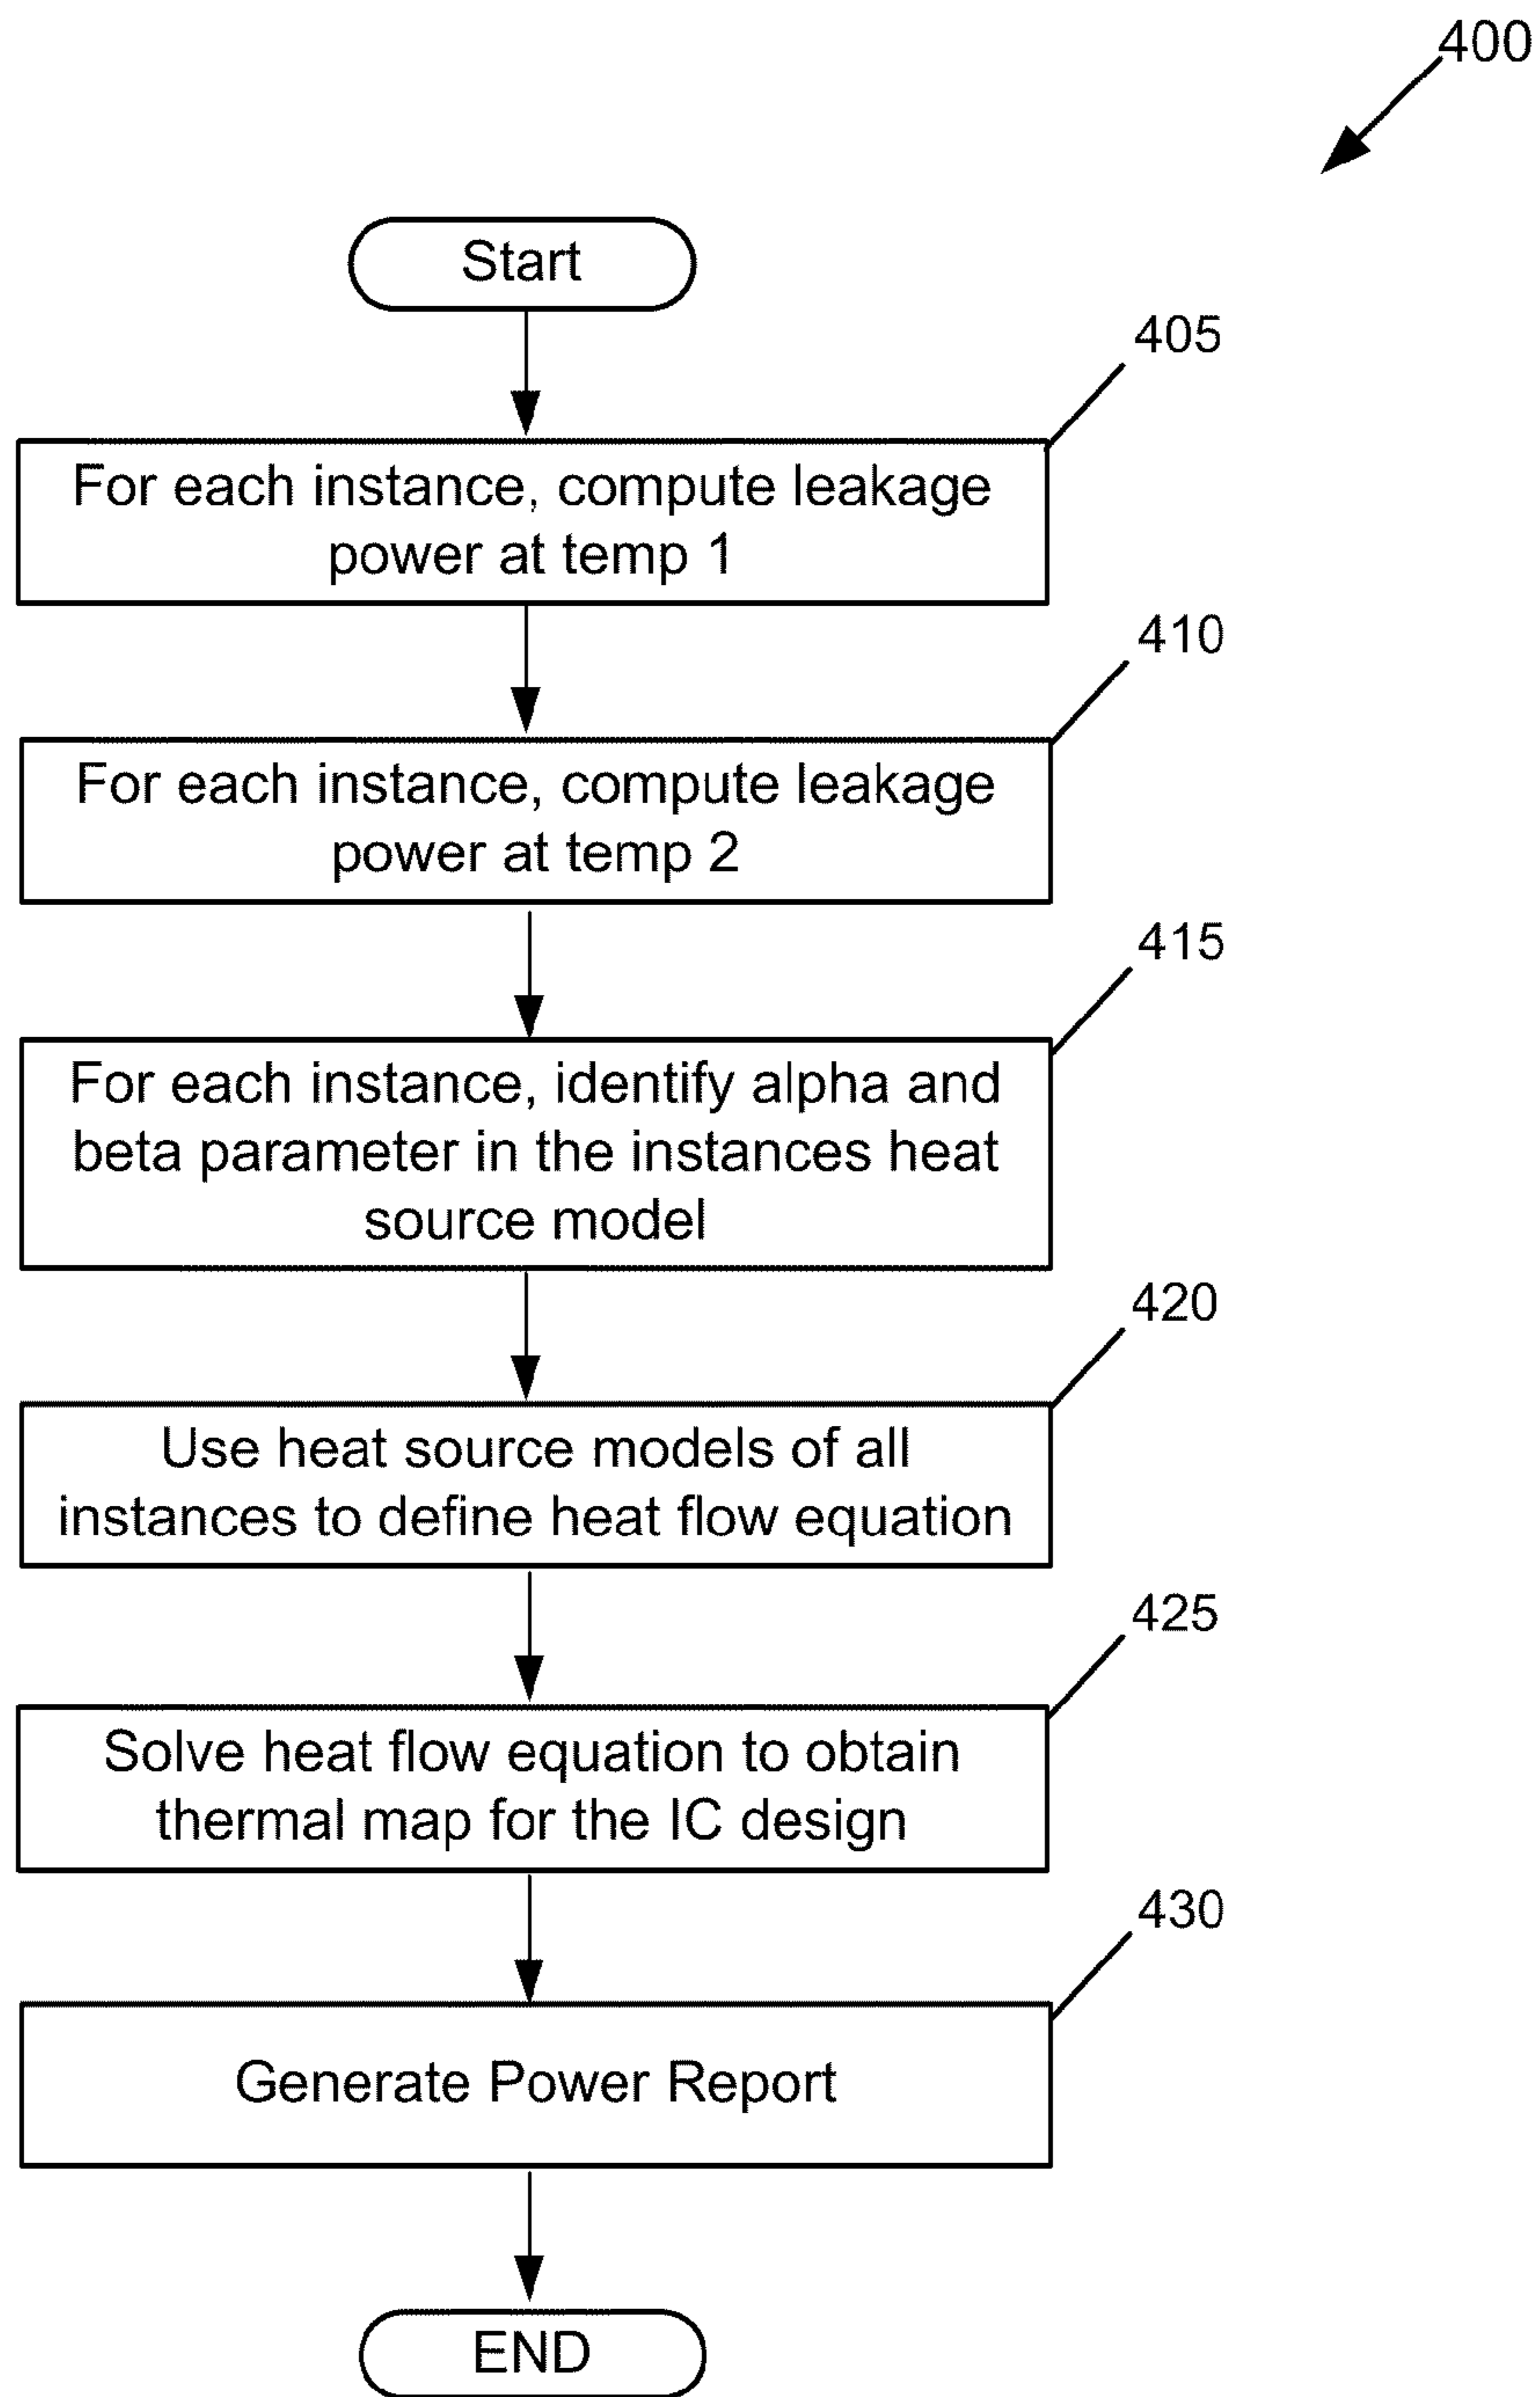 400
Start
405
For each instance, compute leakage
power at temp 1
410
For each instance, compute leakage
power at temp 2
415
For each instance, identify alpha and
beta parameter in the instances heat
source model
420
Use heat source models of all
instances to define heat flow equation
425
Solve heat flow equation to obtain
thermal map for the IC design
430
Generate Power Report
END